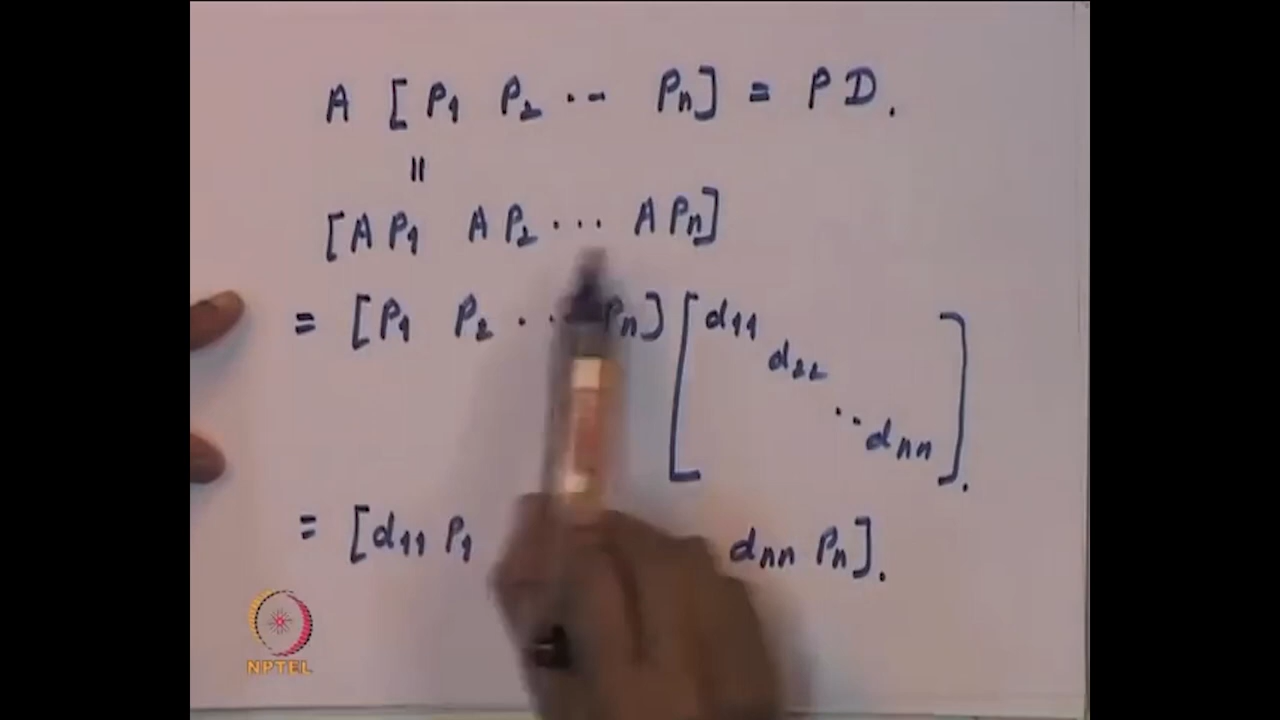 A [P1 P2 ·· Pn] = PD.
||
[AP1 AP2 ... APn]
= [P1 P2 .. Pn] [d11 d22 ·· dnn].
= [d11 P1 dnn Pn].
NPTEL